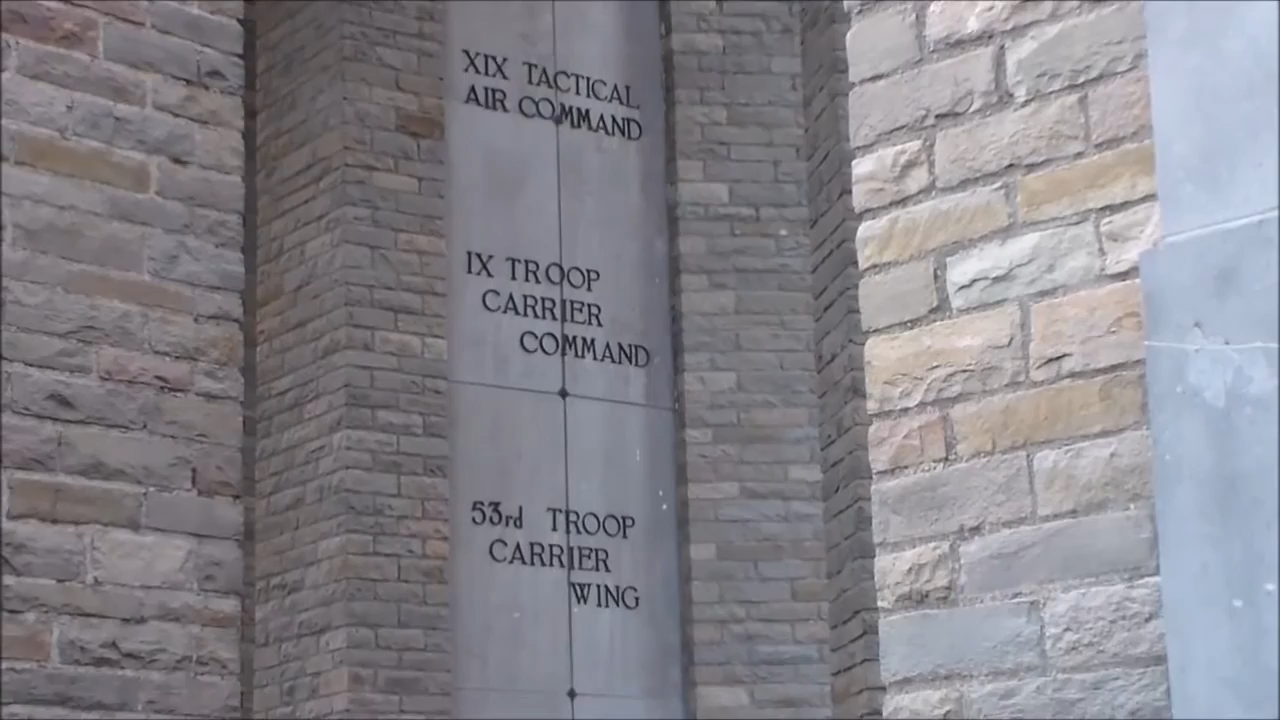 XIX TACTICAL
AIR COMMAND
IX TROOP
CARRIER
COMMAND
53rd TROOP
CARRIER
WING